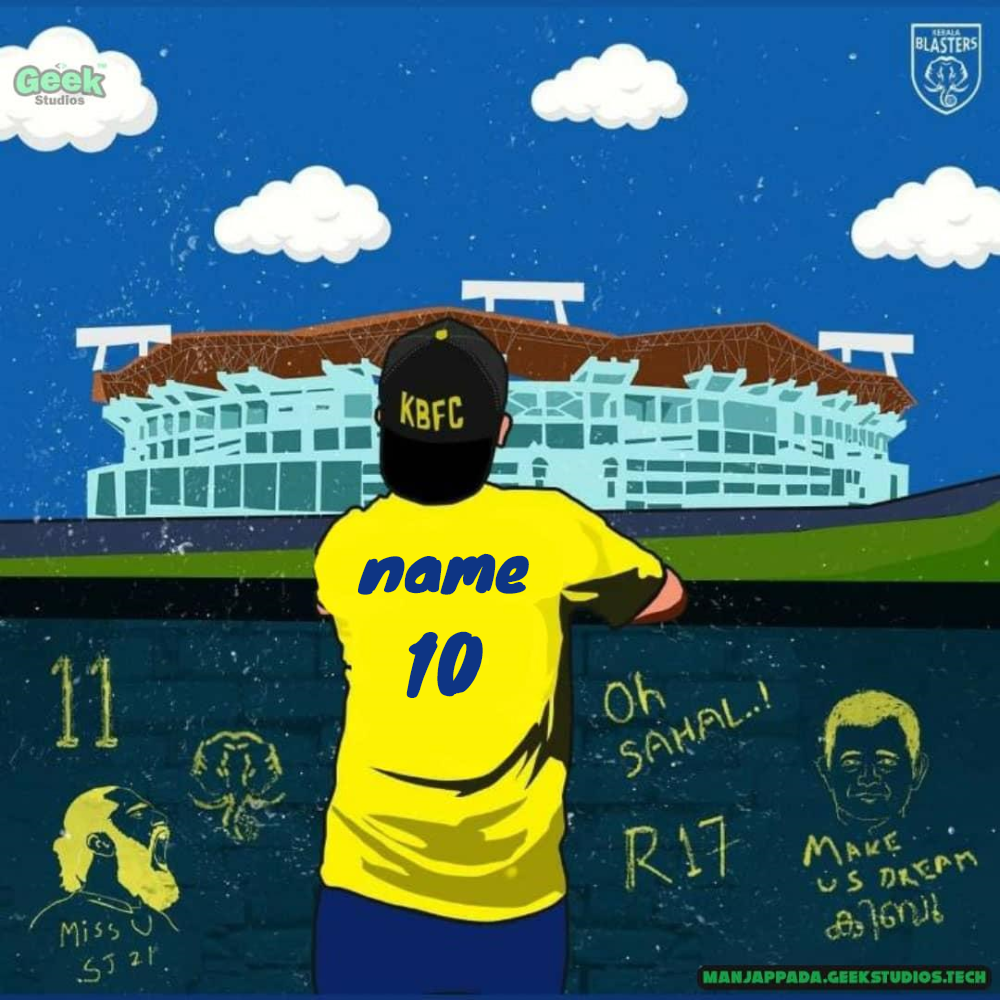 Geek
Studios
KERALA
BLASTERS
KBFC
name
10
11
Oh
SAHAL..!
R17
Miss U
SJ 21
MAKE
US DREAM
MANJAPPADA.GEEKSTUDIOS.TECH